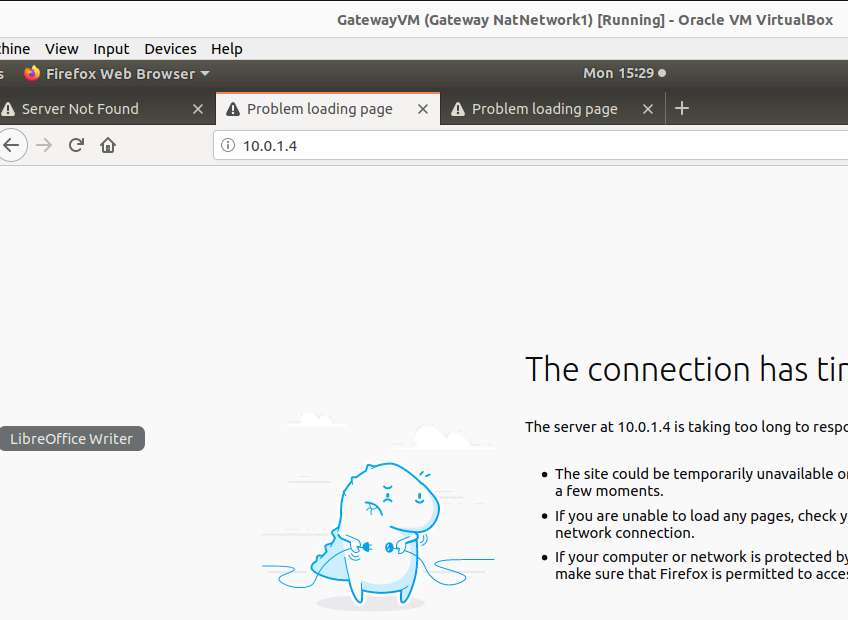 GatewayVM (Gateway NatNetwork1) [Running] - Oracle VM VirtualBox
View Input Devices Help
Firefox Web Browser Mon 15:29
Server Not Found Problem loading page Problem loading page
10.0.1.4
The connection has
The server at 10.0.1.4 is taking too long to
LibreOffice Writer
The site could be temporarily unavailable
a few moments.
If you are unable to load any pages, check
network connection.
If your computer or network is protected by
make sure that Firefox is permitted to